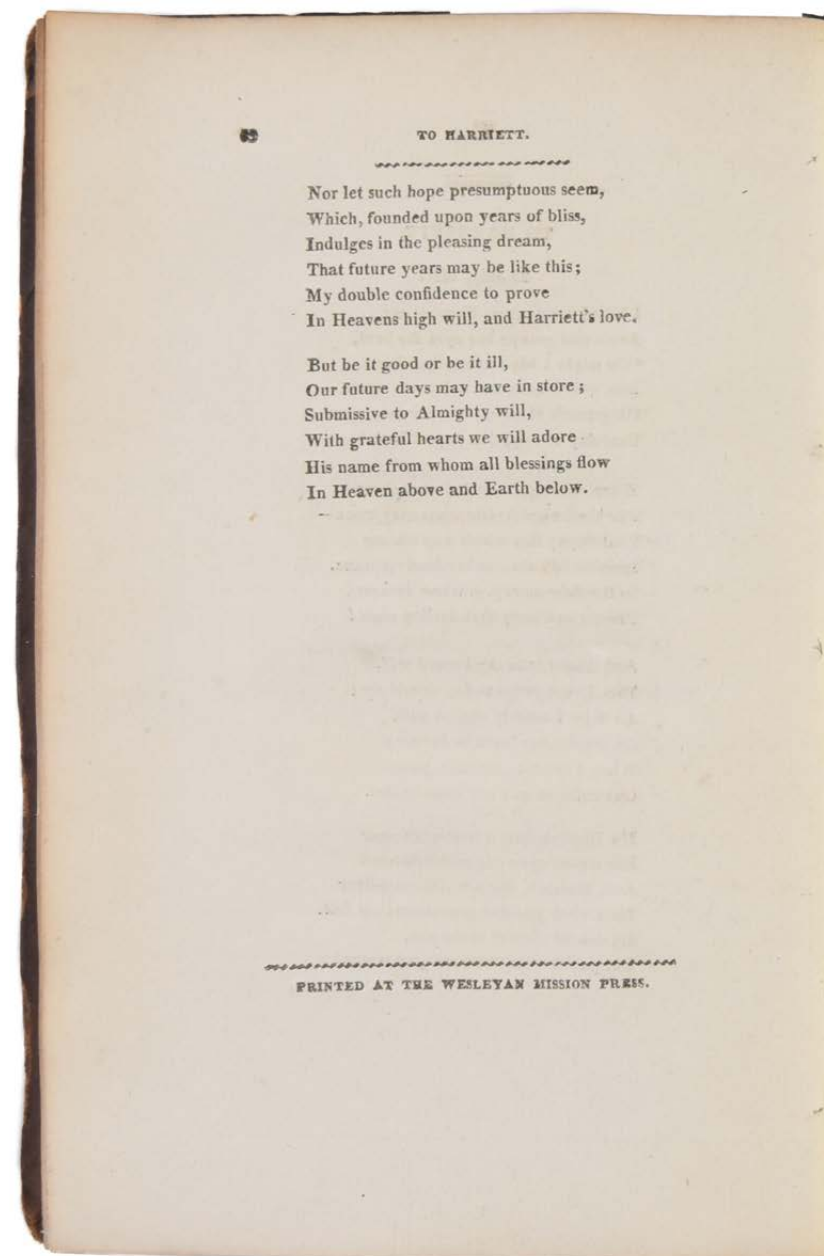 TO HARRIETT.
Nor let such hope presumptuous seem,
Which, founded upon years of bliss,
Indulges in the pleasing dream,
That future years may be like this;
My double confidence to prove
In Heavens high will, and Harriett's love.
But be it good or be it ill,
Our future days may have in store;
Submissive to Almighty will,
With grateful hearts we will adore
His name from whom all blessings flow
In Heaven above and Earth below.
PRINTED AT THE WESLEYAN MISSION PRESS.